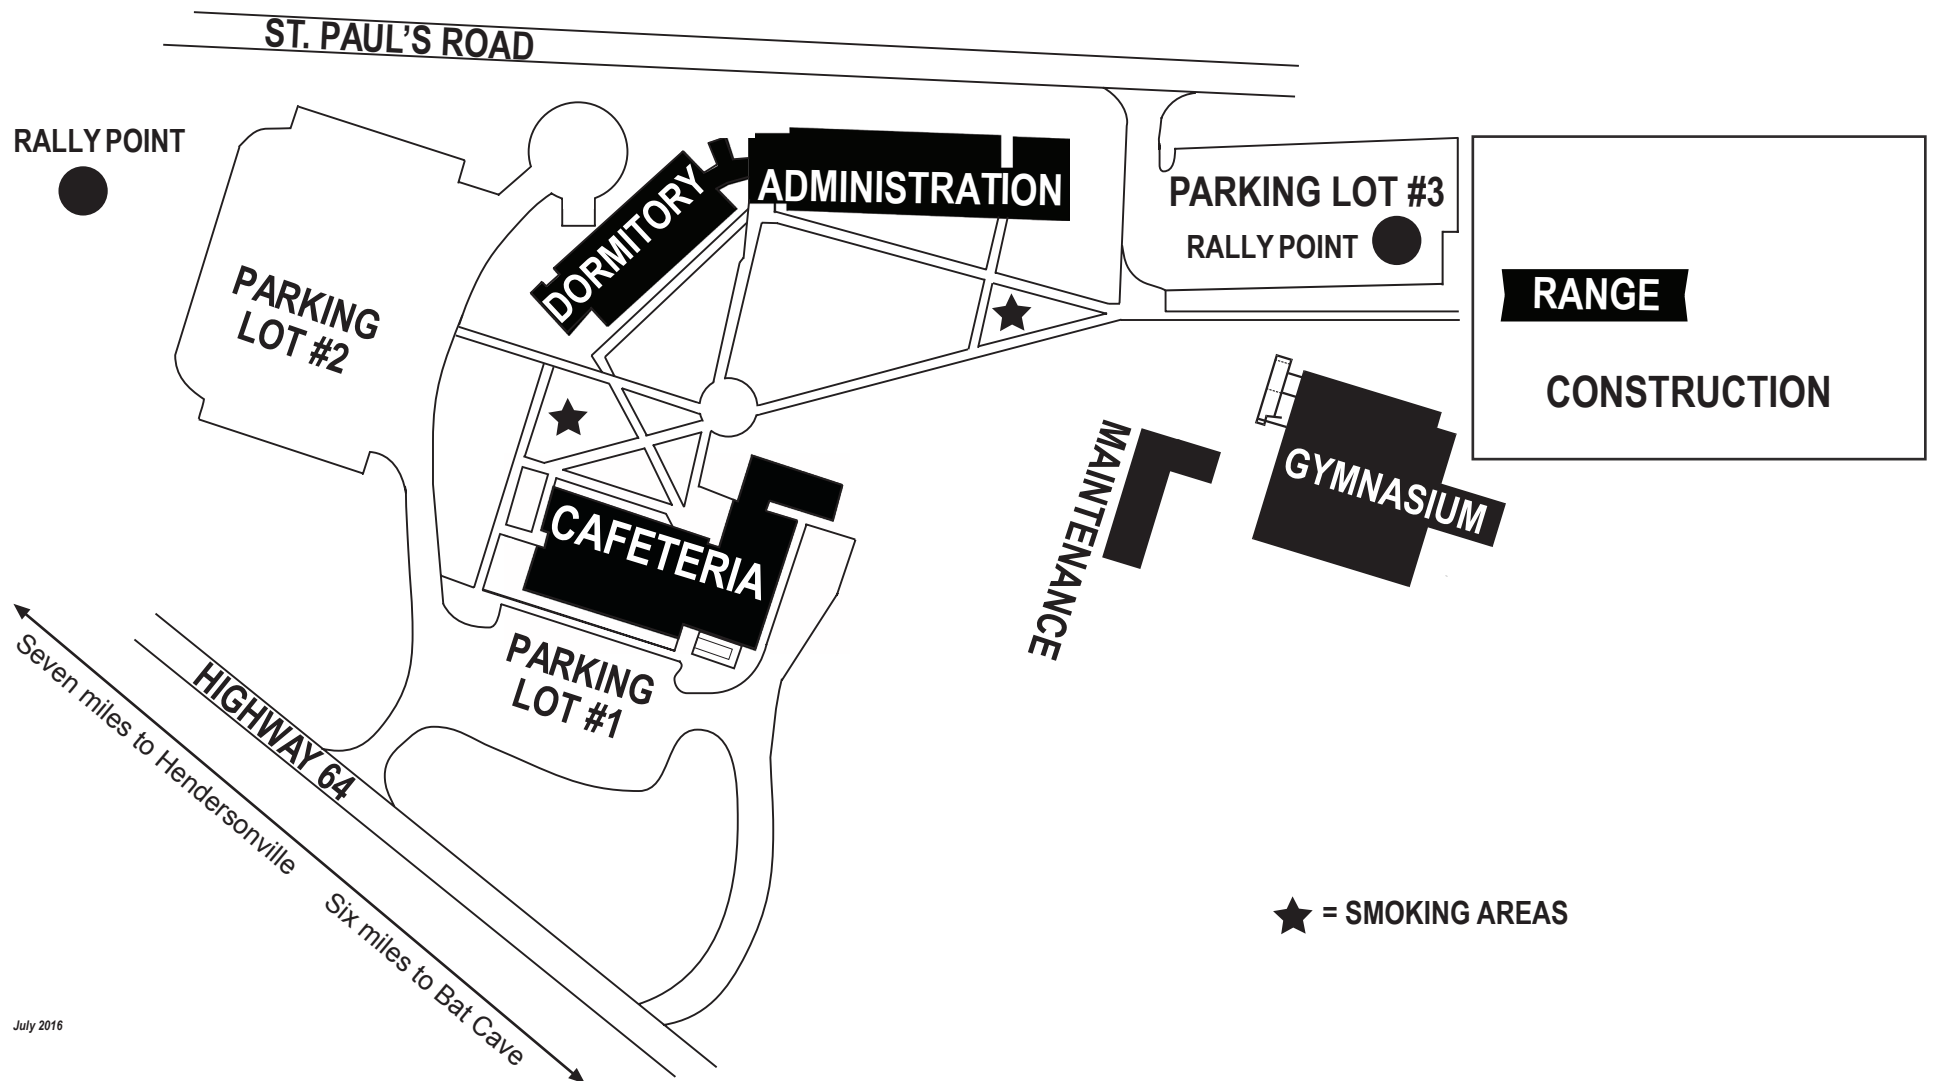 ST. PAUL'S ROAD
RALLY POINT
ADMINISTRATION
DORMITORY
PARKING LOT #3
RALLY POINT
PARKING
LOT #2
RANGE
CONSTRUCTION
GYMNASIUM
MAINTENANCE
CAFETERIA
PARKING
LOT #1
HIGHWAY 64
Seven miles to Hendersonville
Six miles to Bat Cave
= SMOKING AREAS
July 2016